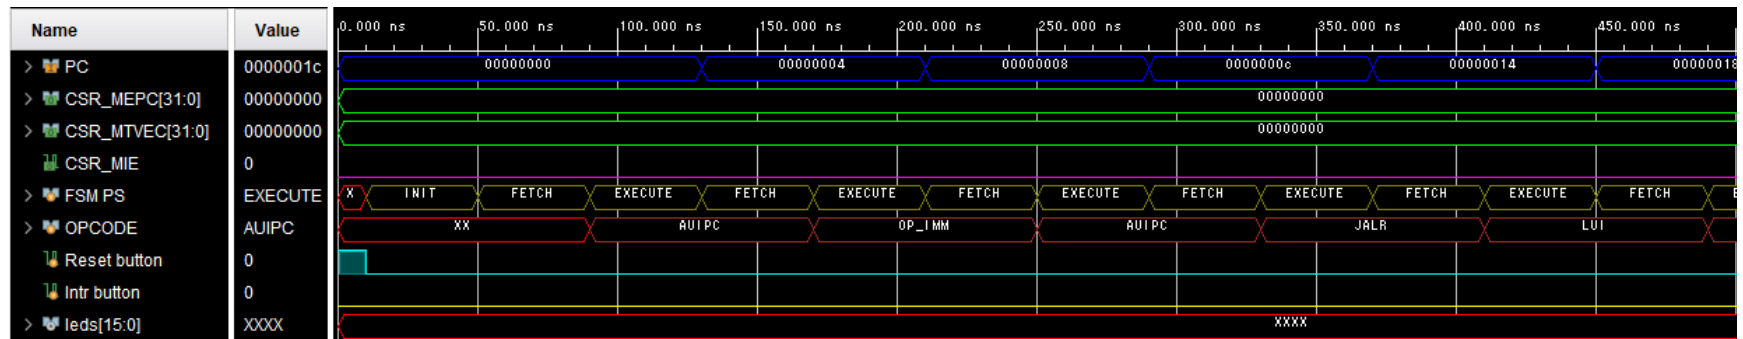 Name Value 0.000 ns 50.000 ns 100.000 ns 150.000 ns 200.000 ns 250.000 ns 300.000 ns 350.000 ns 400.000 ns 450.000 ns
PC 0000001c 00000000 00000004 00000008 0000000c 00000014 00000018
CSR_MEPC[31:0] 00000000 00000000
CSR_MTVEC[31:0] 00000000 00000000
CSR_MIE 0
FSM PS EXECUTE X INIT FETCH EXECUTE FETCH EXECUTE FETCH EXECUTE FETCH EXECUTE FETCH EXECUTE FETCH
OPCODE AUIPC XX AUIPC OP_IMM AUIPC JALR LUI
Reset button 0
Intr button 0
leds[15:0] XXXX XXXX